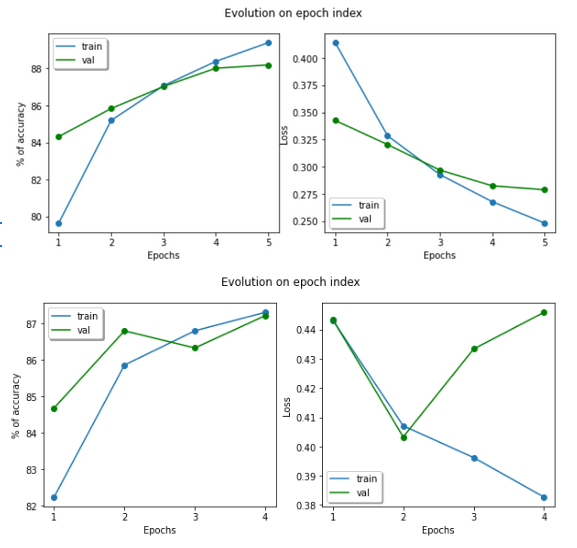 Evolution on epoch index
train
val
% of accuracy
88
86
84
82
80
1 2 3 4 5
Epochs
train
val
Loss
0.400
0.375
0.350
0.325
0.300
0.275
0.250
1 2 3 4 5
Epochs
Evolution on epoch index
train
val
% of accuracy
87
86
85
84
83
82
1 2 3 4
Epochs
train
val
Loss
0.44
0.43
0.42
0.41
0.40
0.39
0.38
1 2 3 4
Epochs